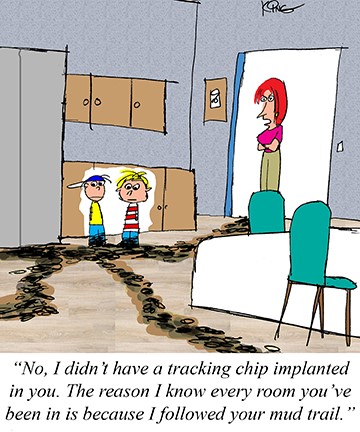 “No, I didn’t have a tracking chip implanted
in you. The reason I know every room you’ve
been in is because I followed your mud trail.”